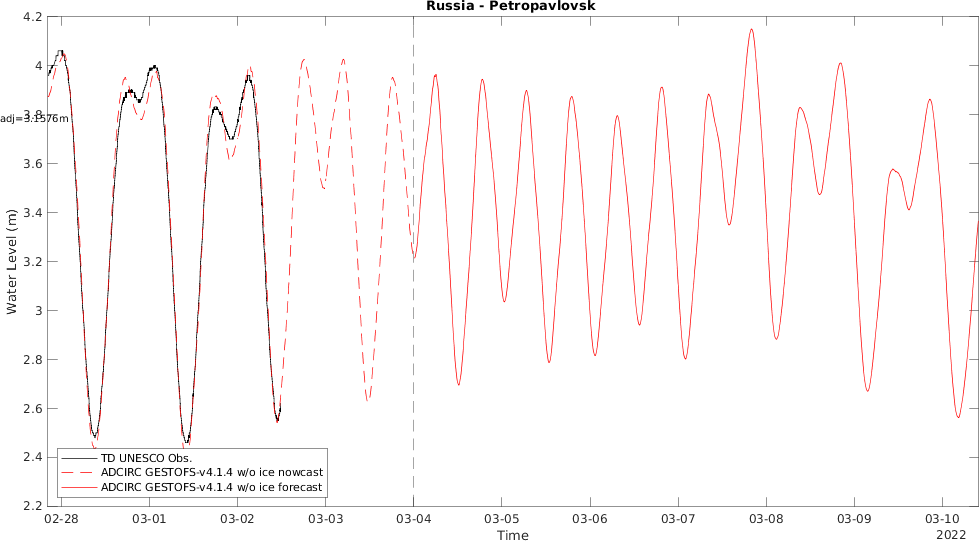 Russia - Petropavlovsk
4.2
4
3.8
adj=3.1576m
3.6
3.4
3.2
3
2.8
2.6
2.4
2.2
Water Level (m)
TD UNESCO Obs.
ADCIRC GESTOFS-v4.1.4 w/o ice nowcast
ADCIRC GESTOFS-v4.1.4 w/o ice forecast
02-28 03-01 03-02 03-03 03-04 03-05 03-06 03-07 03-08 03-09 03-10
Time
2022